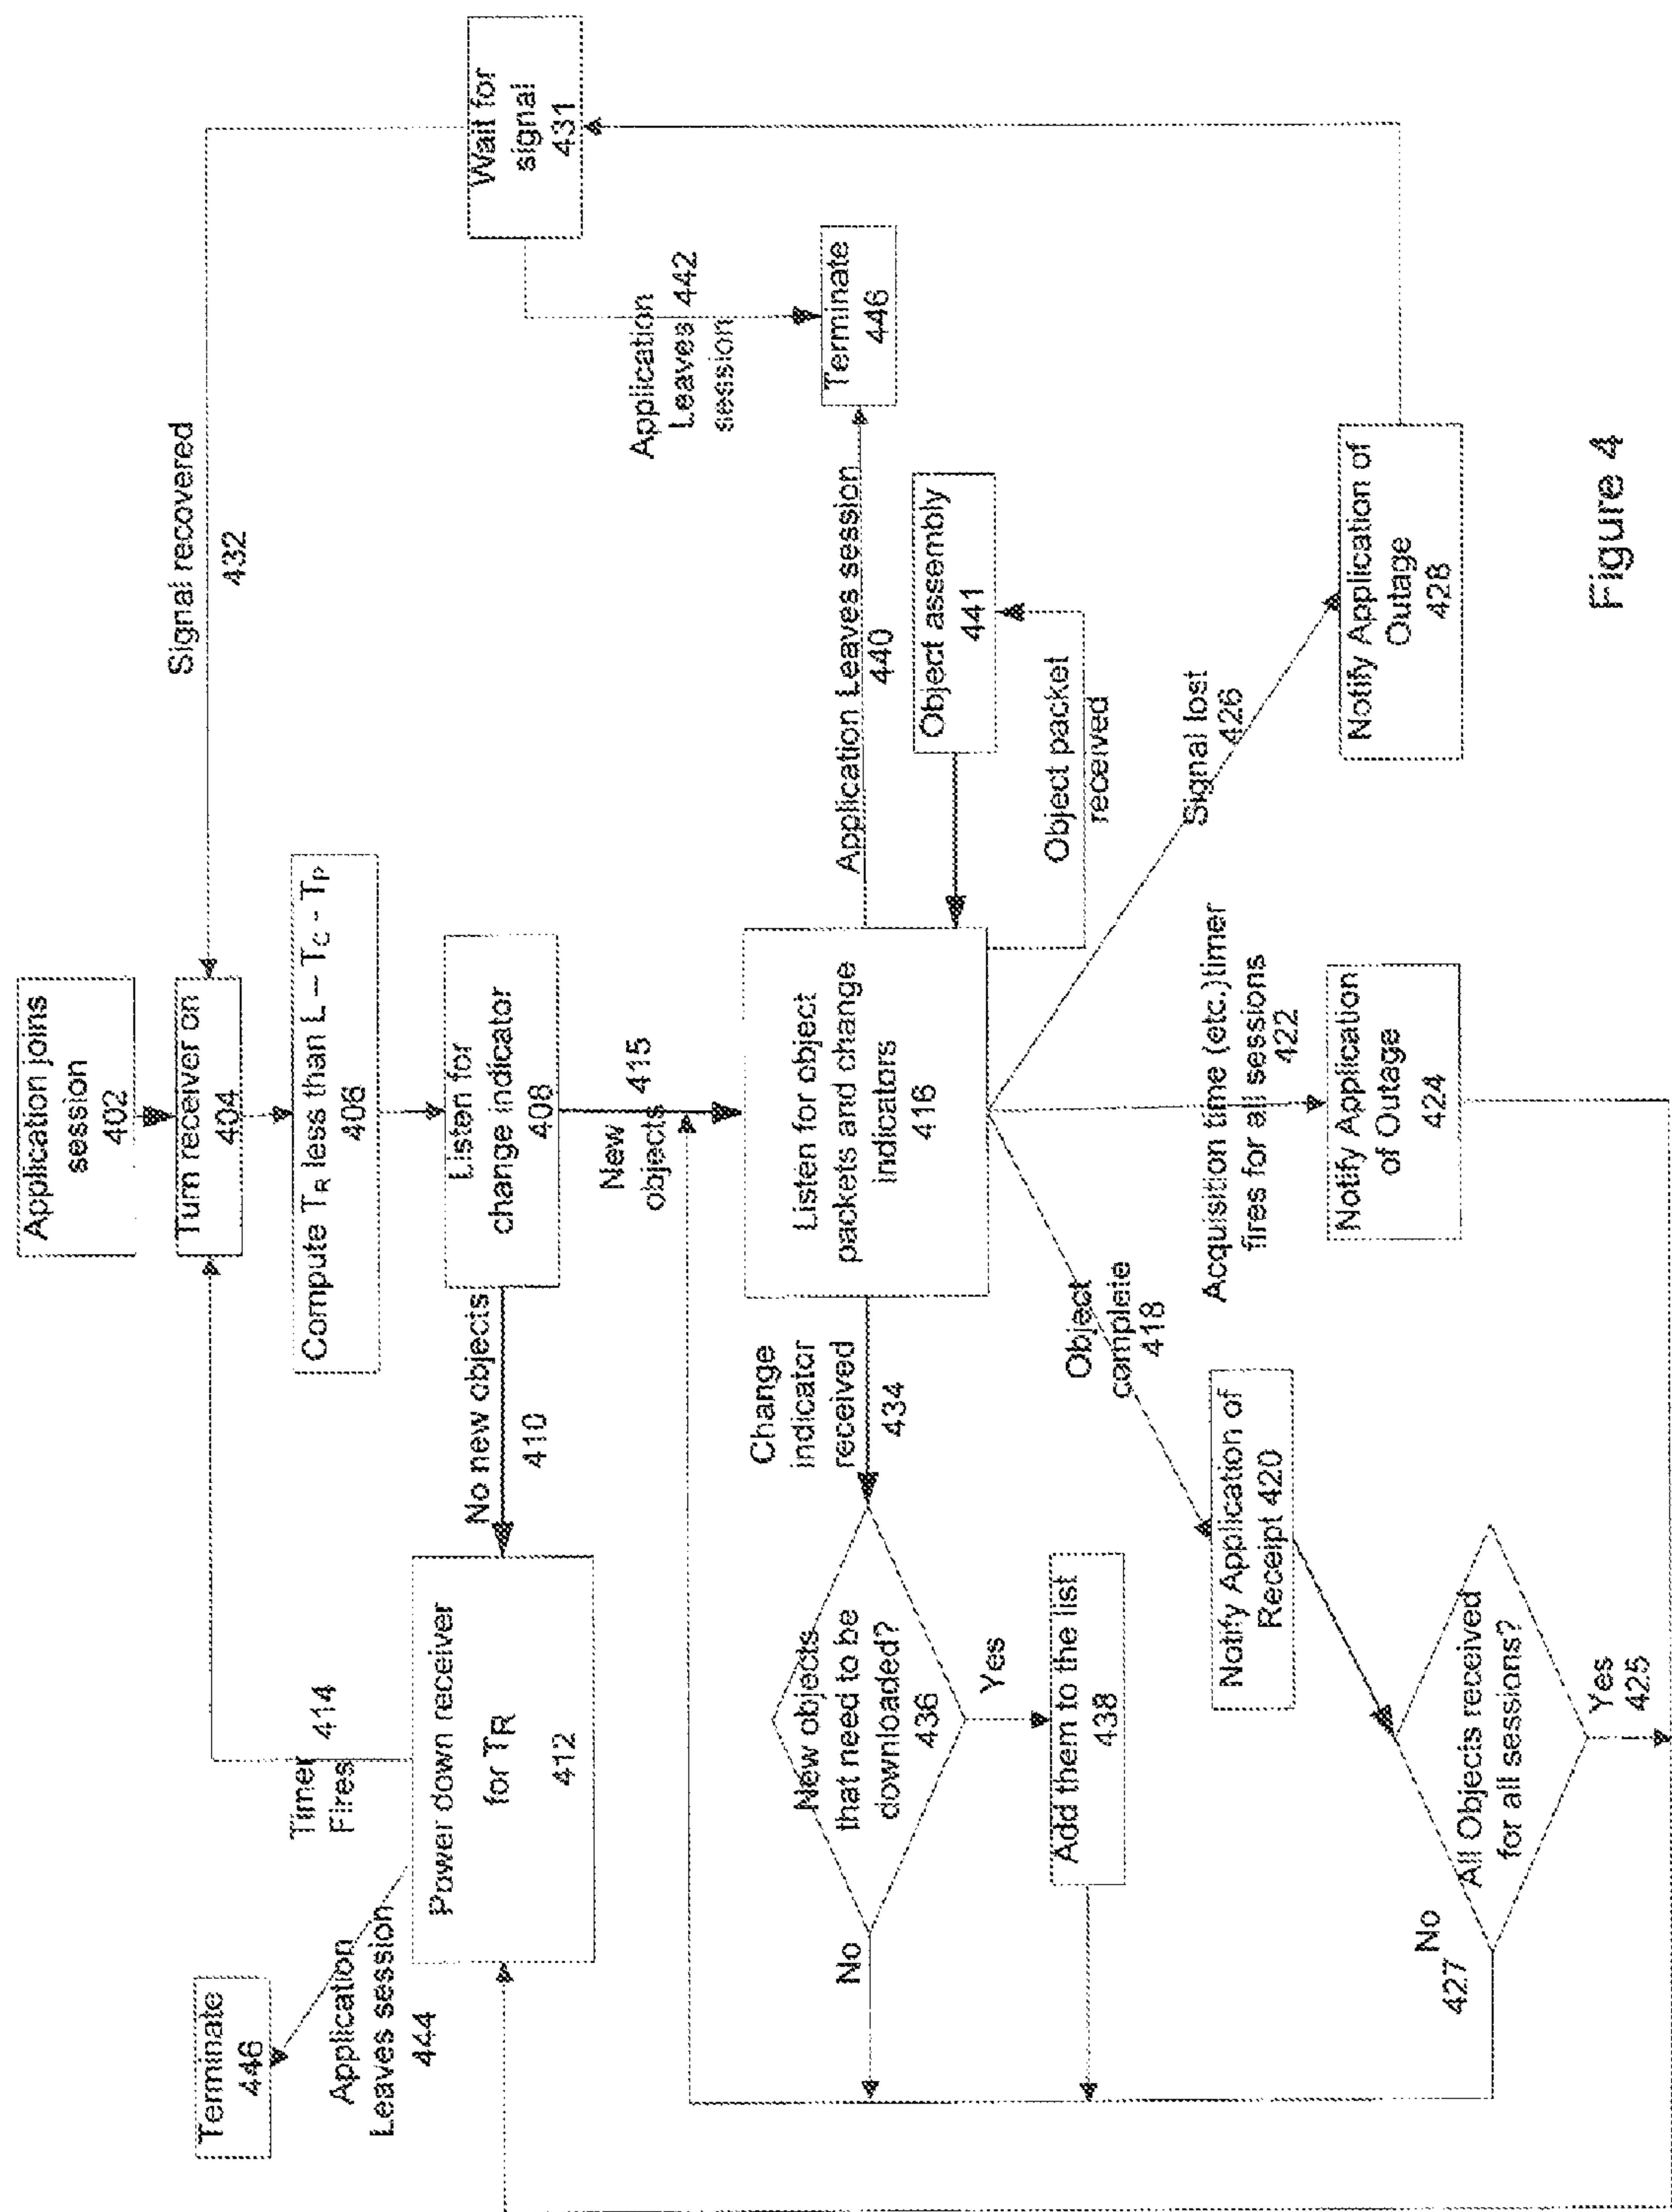 Application joins
session
402
Turn receiver on
404
Compute TR less than L – TC - TP
406
Listen for
change indicator
408
No new objects
410
Power down receiver
for TR
412
Timer
Fires 414
Application
Leaves session
444
Terminate
446
New 415
objects
Listen for object
packets and change
indicators
416
Change
indicator
received
434
New objects
that need to be
downloaded?
436
No
Yes
Add them to the list
438
Object
complete
418
Notify Application of
Receipt 420
All Objects received
for all sessions?
No
427
Yes
425
Acquisition time (etc.)timer
fires for all sessions
422
Notify Application
of Outage
424
Signal lost
426
Notify Application of
Outage
428
Object packet
received
Object assembly
441
Application Leaves session
440
Terminate
446
Application
Leaves 442
session
Wait for
signal
431
Signal recovered
432
Figure 4